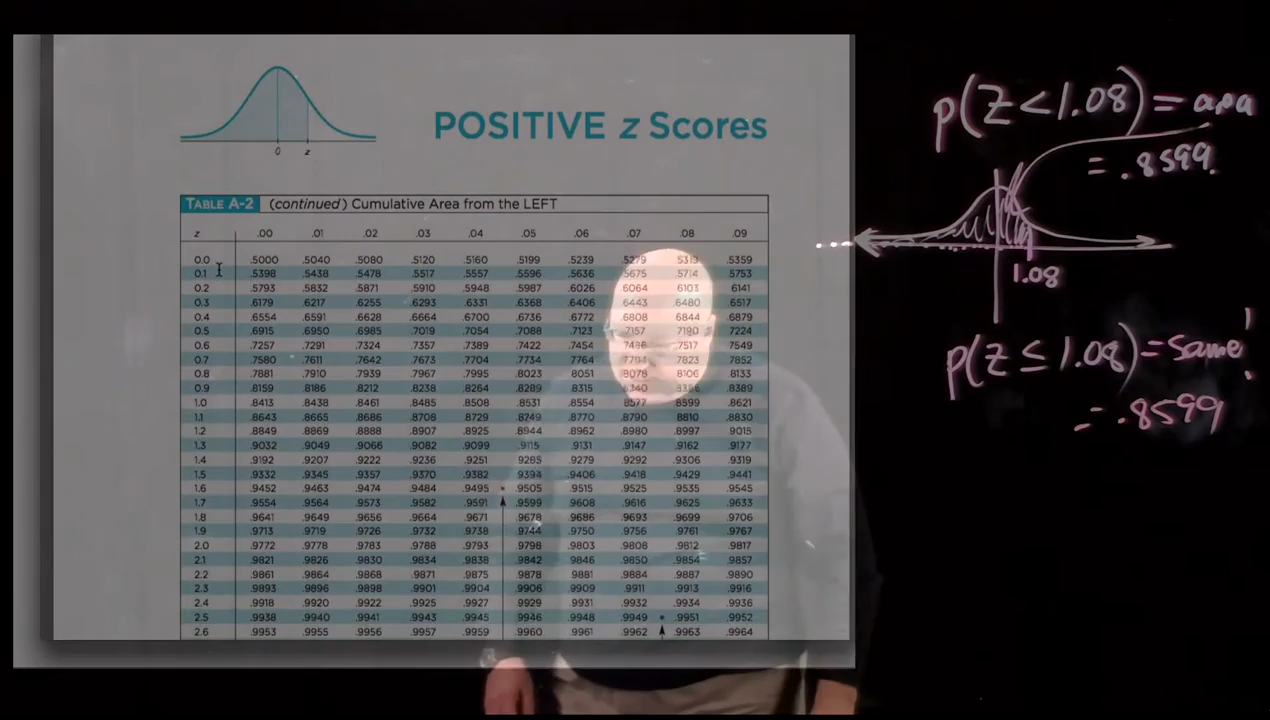 POSITIVE z Scores
0 z
TABLE A-2 (continued) Cumulative Area from the LEFT
z .00 .01 .02 .03 .04 .05 .06 .07 .08 .09
0.0 .5000 .5040 .5080 .5120 .5160 .5199 .5239 .5279 .5319 .5359
0.1 .5398 .5438 .5478 .5517 .5557 .5596 .5636 .5675 .5714 .5753
0.2 .5793 .5832 .5871 .5910 .5948 .5987 .6026 .6064 .6103 .6141
0.3 .6179 .6217 .6255 .6293 .6331 .6368 .6406 .6443 .6480 .6517
0.4 .6554 .6591 .6628 .6664 .6700 .6736 .6772 .6808 .6844 .6879
0.5 .6915 .6950 .6985 .7019 .7054 .7088 .7123 .7157 .7190 .7224
0.6 .7257 .7291 .7324 .7357 .7389 .7422 .7454 .7486 .7517 .7549
0.7 .7580 .7611 .7642 .7673 .7704 .7734 .7764 .7794 .7823 .7852
0.8 .7881 .7910 .7939 .7967 .7995 .8023 .8051 .8078 .8106 .8133
0.9 .8159 .8186 .8212 .8238 .8264 .8289 .8315 .8340 .8365 .8389
1.0 .8413 .8438 .8461 .8485 .8508 .8531 .8554 .8577 .8599 .8621
1.1 .8643 .8665 .8686 .8708 .8729 .8749 .8770 .8790 .8810 .8830
1.2 .8849 .8869 .8888 .8907 .8925 .8944 .8962 .8980 .8997 .9015
1.3 .9032 .9049 .9066 .9082 .9099 .9115 .9131 .9147 .9162 .9177
1.4 .9192 .9207 .9222 .9236 .9251 .9265 .9279 .9292 .9306 .9319
1.5 .9332 .9345 .9357 .9370 .9382 .9394 .9406 .9418 .9429 .9441
1.6 .9452 .9463 .9474 .9484 .9495 * .9505 .9515 .9525 .9535 .9545
1.7 .9554 .9564 .9573 .9582 .9591 .9599 .9608 .9616 .9625 .9633
1.8 .9641 .9649 .9656 .9664 .9671 .9678 .9686 .9693 .9699 .9706
1.9 .9713 .9719 .9726 .9732 .9738 .9744 .9750 .9756 .9761 .9767
2.0 .9772 .9778 .9783 .9788 .9793 .9798 .9803 .9808 .9812 .9817
2.1 .9821 .9826 .9830 .9834 .9838 .9842 .9846 .9850 .9854 .9857
2.2 .9861 .9864 .9868 .9871 .9875 .9878 .9881 .9884 .9887 .9890
2.3 .9893 .9896 .9898 .9901 .9904 .9906 .9909 .9911 .9913 .9916
2.4 .9918 .9920 .9922 .9925 .9927 .9929 .9931 .9932 .9934 .9936
2.5 .9938 .9940 .9941 .9943 .9945 .9946 .9948 .9949 * .9951 .9952
2.6 .9953 .9955 .9956 .9957 .9959 .9960 .9961 .9962 .9963 .9964
p(Z < 1.08) = area
= .8599
1.08
p(Z ≤ 1.08) = same!
= .8599